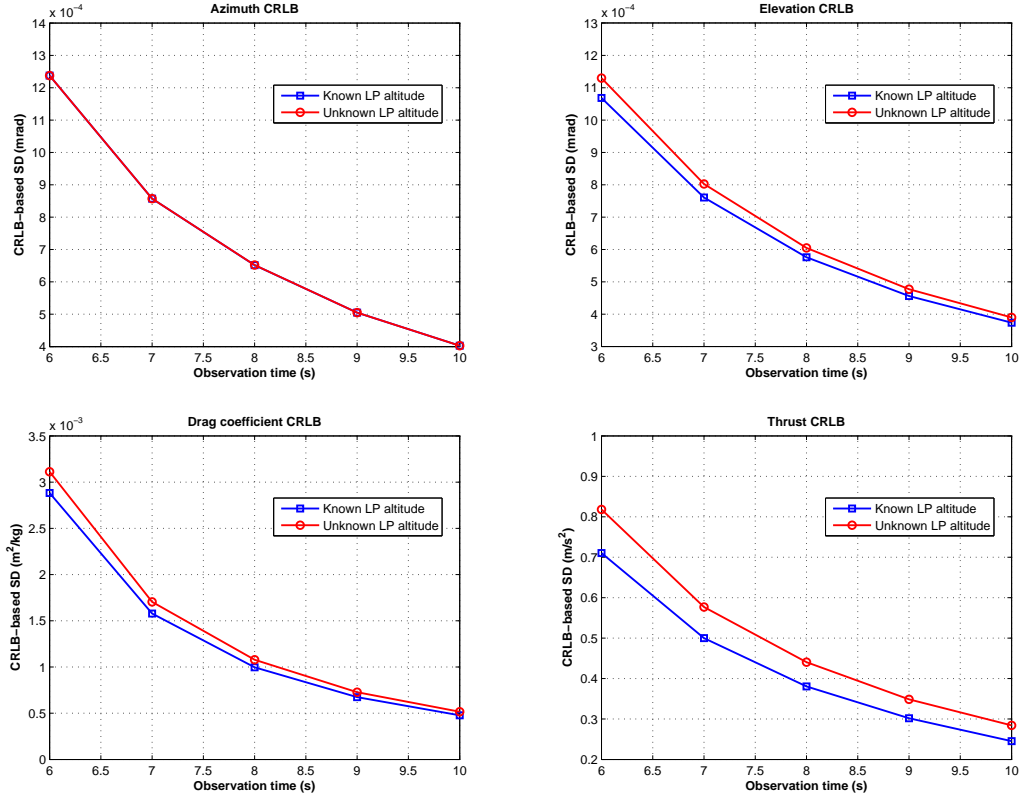 Azimuth CRLB
x 10⁻⁴
14
13
12
11
10
9
8
7
6
5
4
CRLB−based SD (mrad)
Known LP altitude
Unknown LP altitude
6 6.5 7 7.5 8 8.5 9 9.5 10
Observation time (s)
Elevation CRLB
x 10⁻⁴
13
12
11
10
9
8
7
6
5
4
3
CRLB−based SD (mrad)
Known LP altitude
Unknown LP altitude
6 6.5 7 7.5 8 8.5 9 9.5 10
Observation time (s)
Drag coefficient CRLB
x 10⁻³
3.5
3
2.5
2
1.5
1
0.5
0
CRLB−based SD (m²/kg)
Known LP altitude
Unknown LP altitude
6 6.5 7 7.5 8 8.5 9 9.5 10
Observation time (s)
Thrust CRLB
1
0.9
0.8
0.7
0.6
0.5
0.4
0.3
0.2
CRLB−based SD (m/s²)
Known LP altitude
Unknown LP altitude
6 6.5 7 7.5 8 8.5 9 9.5 10
Observation time (s)